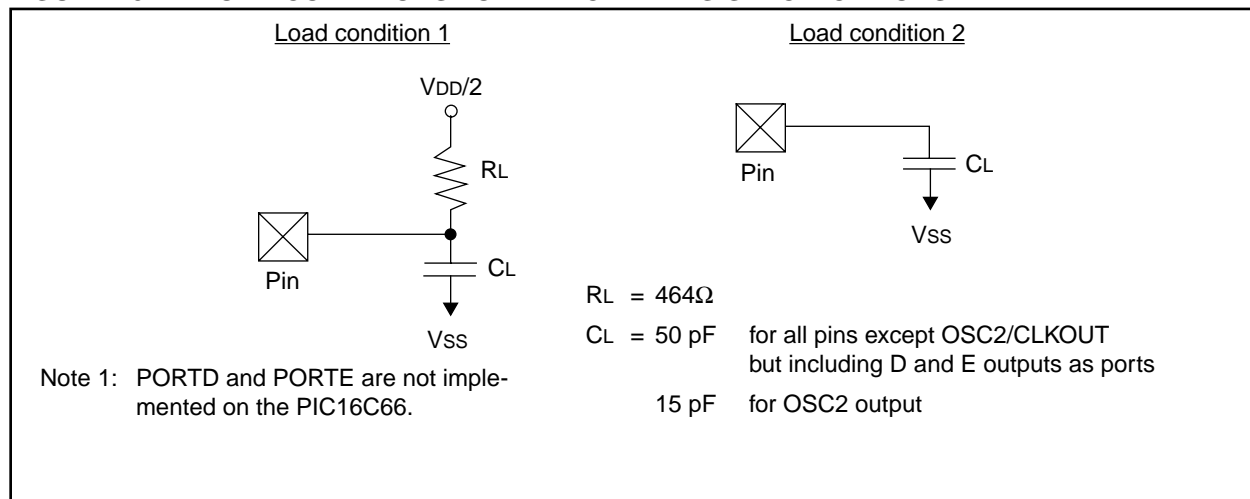 Load condition 1
VDD/2
RL
Pin
CL
VSS
Note 1: PORTD and PORTE are not imple-
mented on the PIC16C66.
Load condition 2
Pin
CL
VSS
RL = 464Ω
CL = 50 pF for all pins except OSC2/CLKOUT
but including D and E outputs as ports
15 pF for OSC2 output